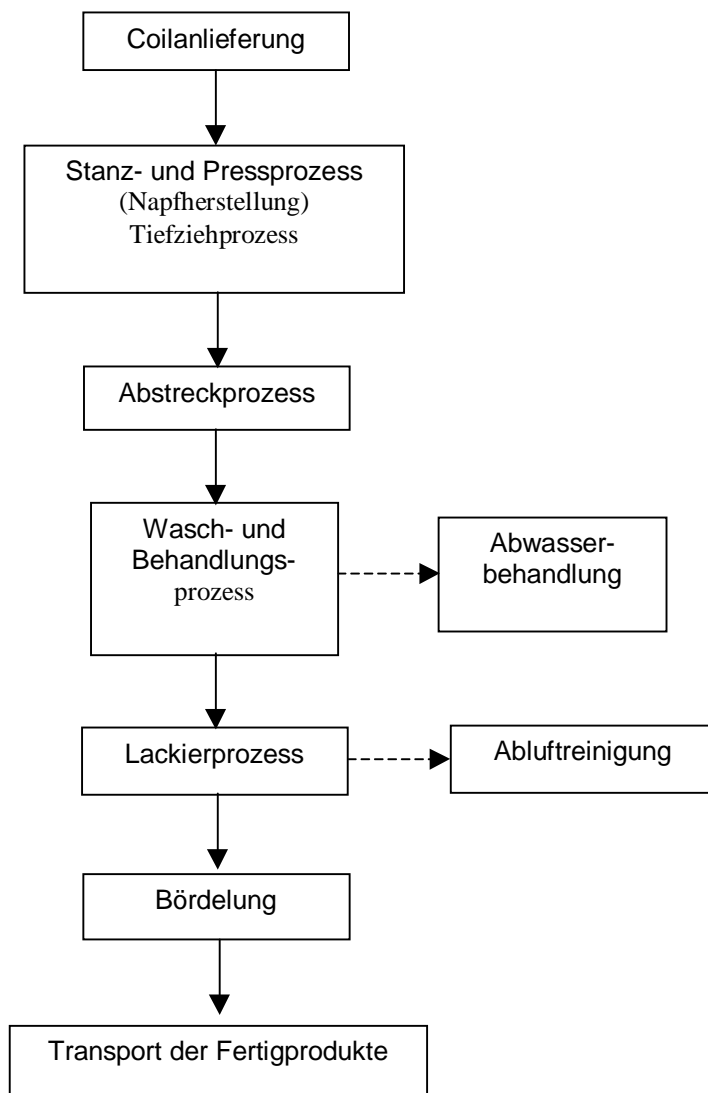 Coilanlieferung
Stanz- und Pressprozess
(Napfherstellung)
Tiefziehprozess
Abstreckprozess
Wasch- und
Behandlungs-
prozess
Abwasser-
behandlung
Lackierprozess
Abluftreinigung
Bördelung
Transport der Fertigprodukte